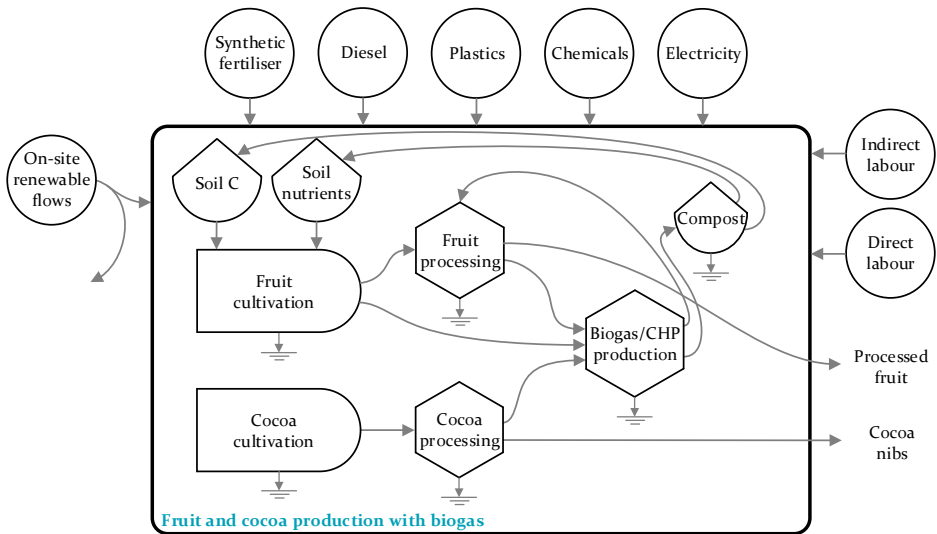 Synthetic
fertiliser
Diesel
Plastics
Chemicals
Electricity
On-site
renewable
flows
Indirect
labour
Direct
labour
Soil C
Soil
nutrients
Compost
Fruit
processing
Fruit
cultivation
Biogas/CHP
production
Processed
fruit
Cocoa
cultivation
Cocoa
processing
Cocoa
nibs
Fruit and cocoa production with biogas